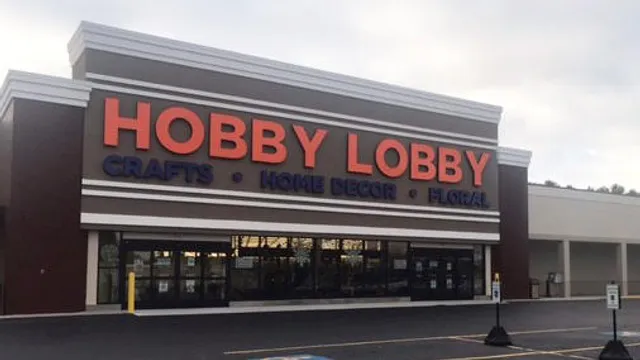 HOBBY LOBBY
CRAFTS • HOME DECOR • FLORAL